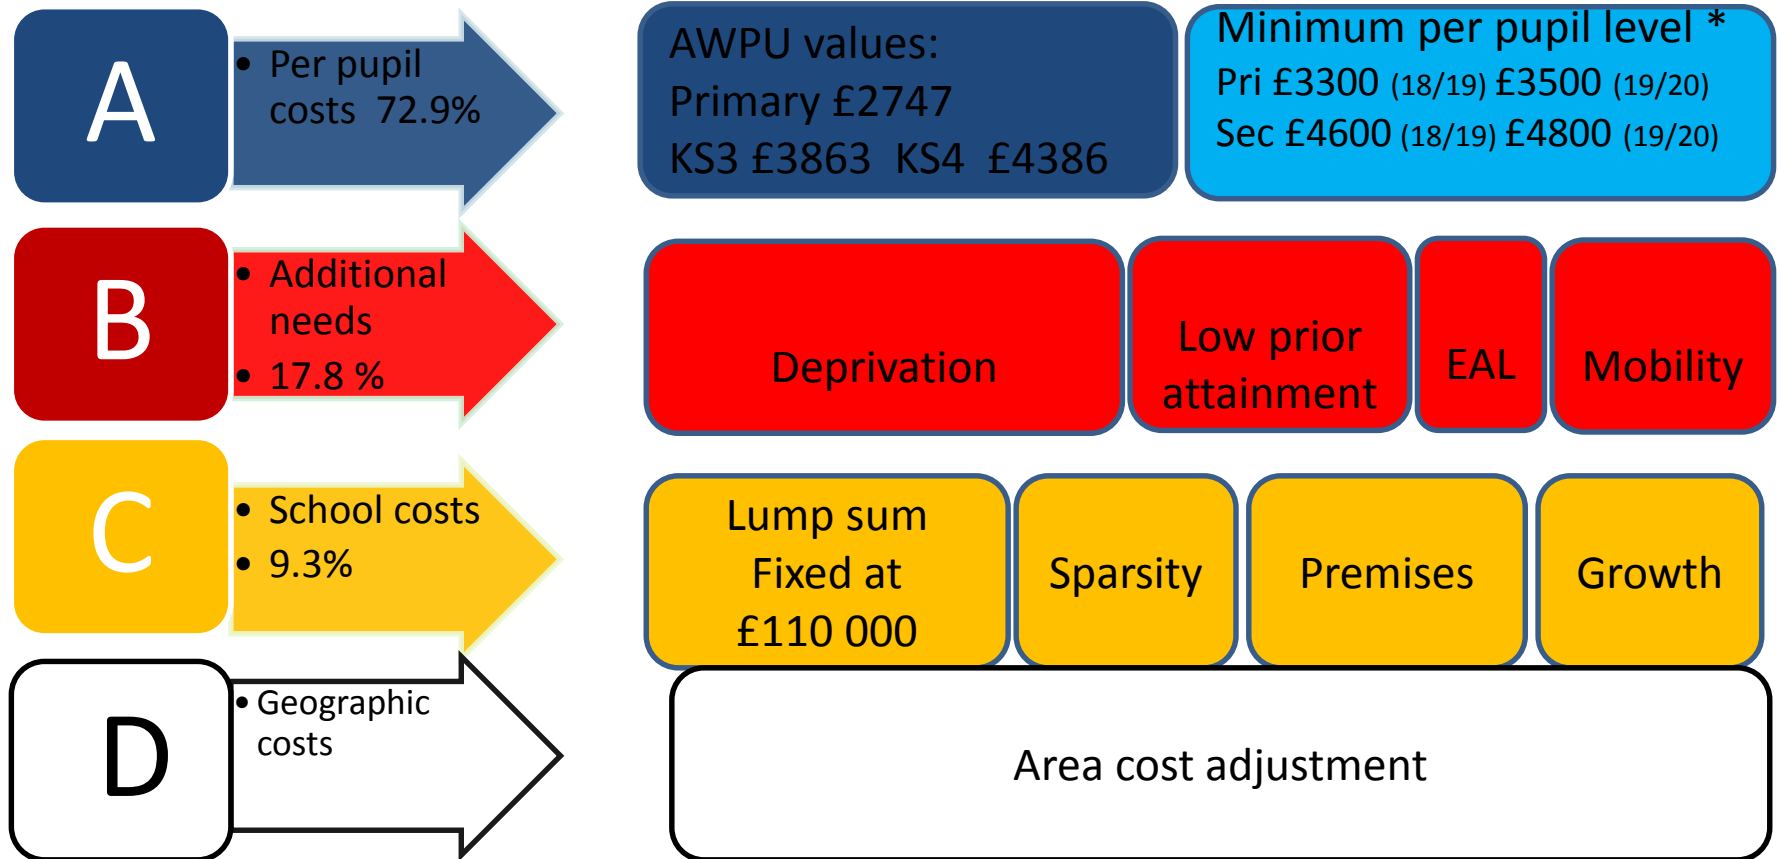 A
• Per pupil
costs 72.9%
AWPU values:
Primary £2747
KS3 £3863 KS4 £4386
Minimum per pupil level *
Pri £3300 (18/19) £3500 (19/20)
Sec £4600 (18/19) £4800 (19/20)
B
• Additional
needs
• 17.8 %
Deprivation
Low prior
attainment
EAL
Mobility
C
• School costs
• 9.3%
Lump sum
Fixed at
£110 000
Sparsity
Premises
Growth
D
• Geographic
costs
Area cost adjustment